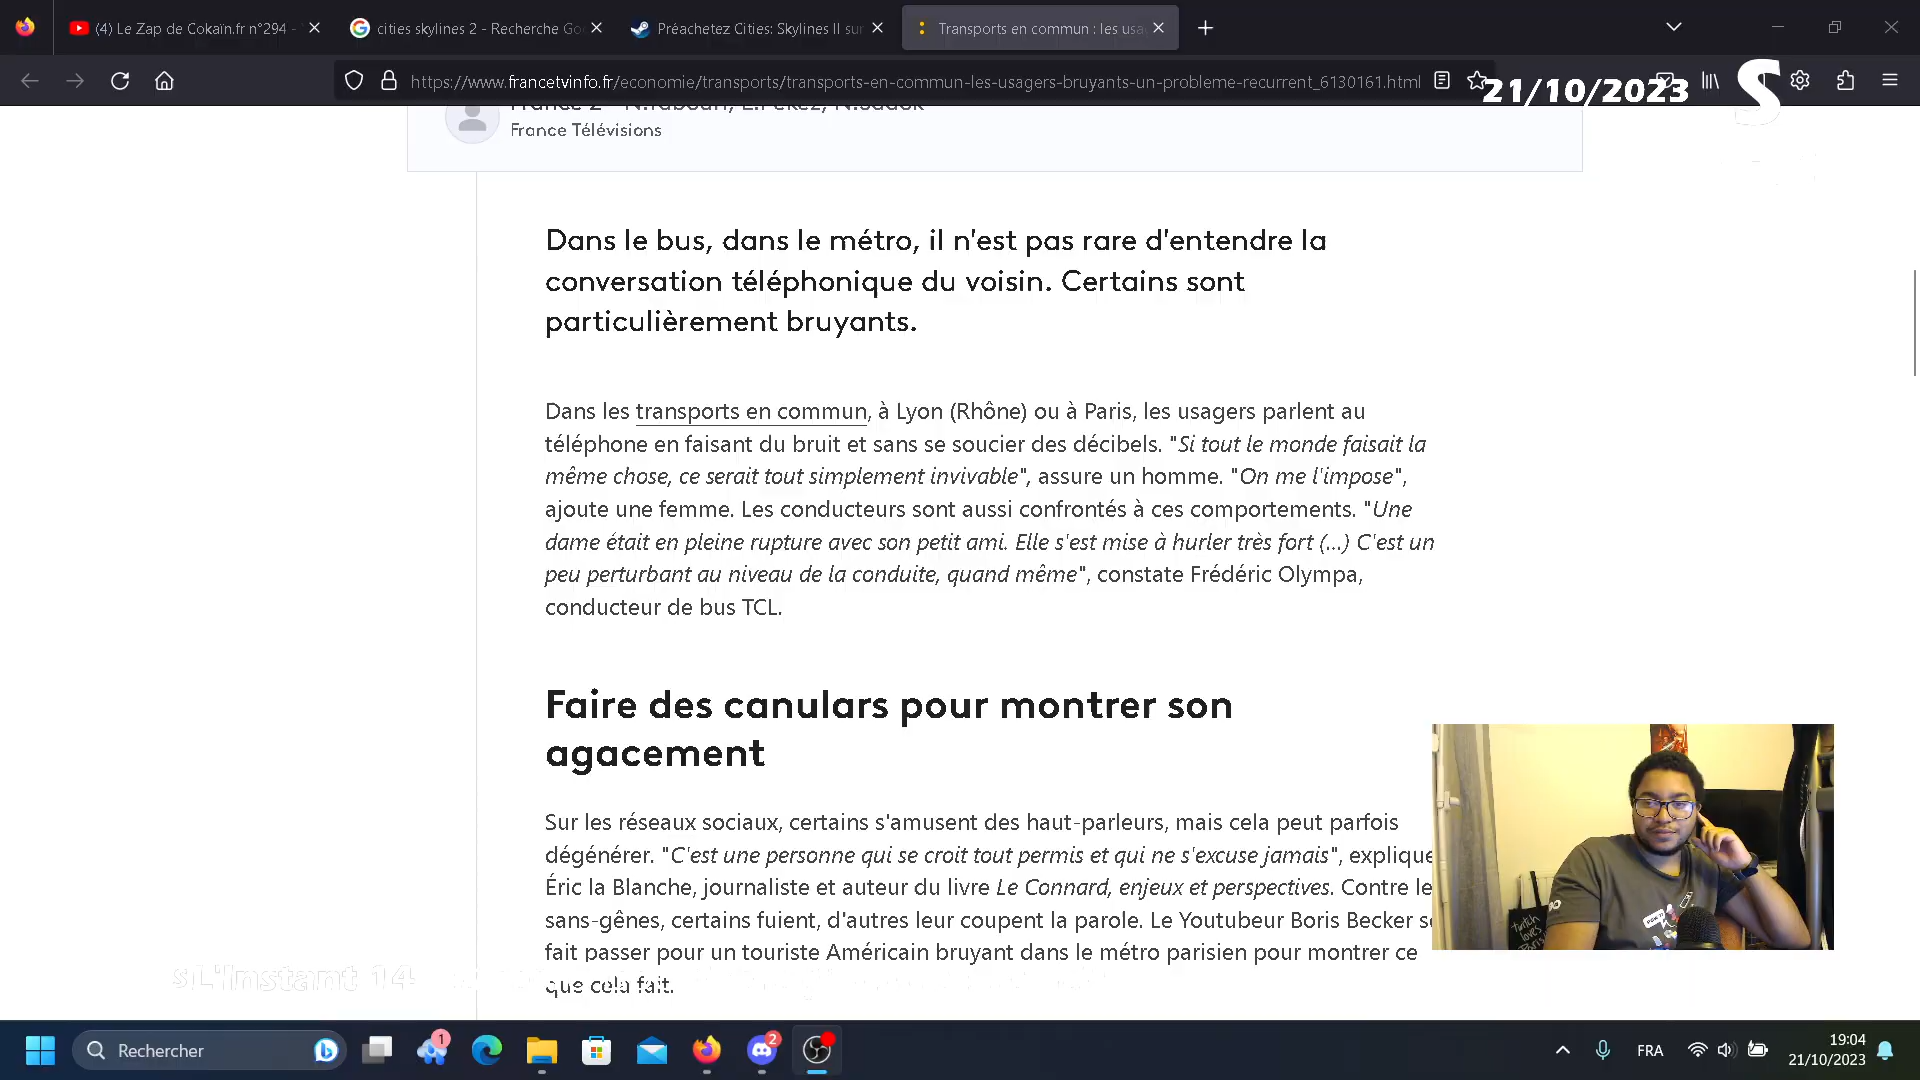 (4) Le Zap de Cokaïn.fr n°294 -
cities skylines 2 - Recherche Goo
Préachetez Cities: Skylines II sur
Transports en commun : les usa
https://www.francetvinfo.fr/economie/transports/transports-en-commun-les-usagers-bruyants-un-probleme-recurrent_6130161.html
21/10/2023
S
France Télévisions
Dans le bus, dans le métro, il n'est pas rare d'entendre la
conversation téléphonique du voisin. Certains sont
particulièrement bruyants.
Dans les transports en commun, à Lyon (Rhône) ou à Paris, les usagers parlent au
téléphone en faisant du bruit et sans se soucier des décibels. "Si tout le monde faisait la
même chose, ce serait tout simplement invivable", assure un homme. "On me l'impose",
ajoute une femme. Les conducteurs sont aussi confrontés à ces comportements. "Une
dame était en pleine rupture avec son petit ami. Elle s'est mise à hurler très fort (...) C'est un
peu perturbant au niveau de la conduite, quand même", constate Frédéric Olympa,
conducteur de bus TCL.
Faire des canulars pour montrer son
agacement
Sur les réseaux sociaux, certains s'amusent des haut-parleurs, mais cela peut parfois
dégénérer. "C'est une personne qui se croit tout permis et qui ne s'excuse jamais", explique
Éric la Blanche, journaliste et auteur du livre Le Connard, enjeux et perspectives. Contre le
sans-gênes, certains fuient, d'autres leur coupent la parole. Le Youtubeur Boris Becker s
fait passer pour un touriste Américain bruyant dans le métro parisien pour montrer ce
que cela fait.
L'instant 14
twitch
loves
Paris
Rechercher
1
2
FRA
19:04
21/10/2023